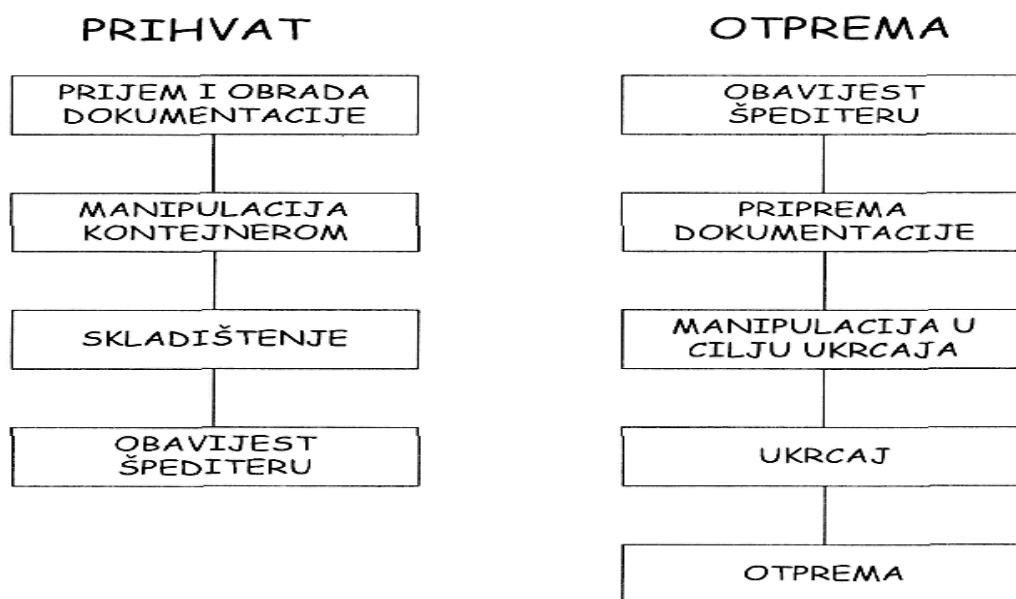 PRIHVAT
PRIJEM I OBRADA
DOKUMENTACIJE
MANIPULACIJA
KONTEJNEROM
SKLADIŠTENJE
OBAVIJEST
ŠPEDITERU
OTPREMA
OBAVIJEST
ŠPEDITERU
PRIPREMA
DOKUMENTACIJE
MANIPULACIJA U
CILJU UKRCAJA
UKRCAJ
OTPREMA